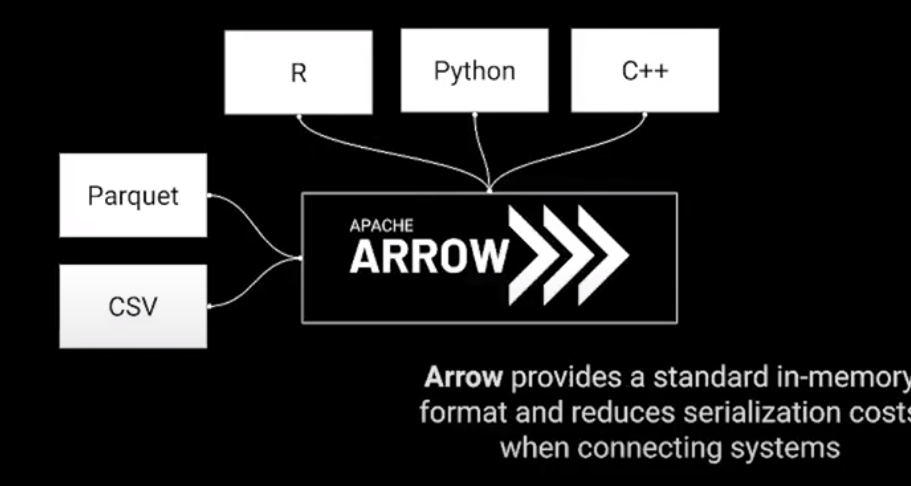 R
Python
C++
Parquet
CSV
APACHE
ARROW
Arrow provides a standard in-memory
format and reduces serialization costs
when connecting systems